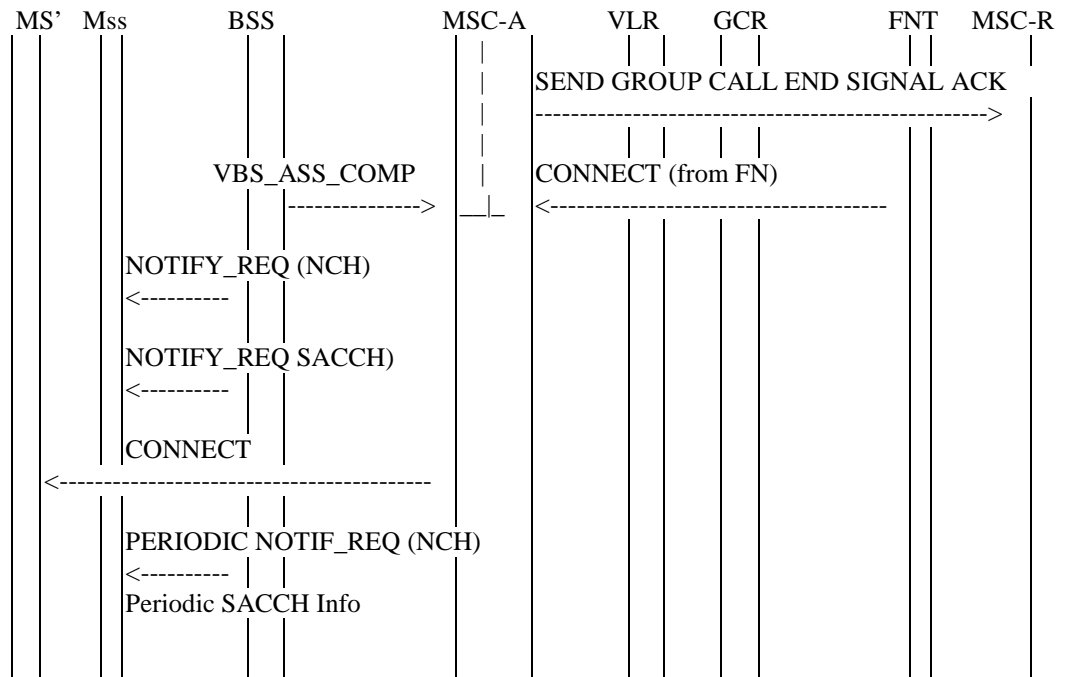 MS’ Mss BSS MSC-A VLR GCR FNT MSC-R
SEND GROUP CALL END SIGNAL ACK
VBS_ASS_COMP CONNECT (from FN)
NOTIFY_REQ (NCH)
NOTIFY_REQ SACCH)
CONNECT
PERIODIC NOTIF_REQ (NCH)
Periodic SACCH Info